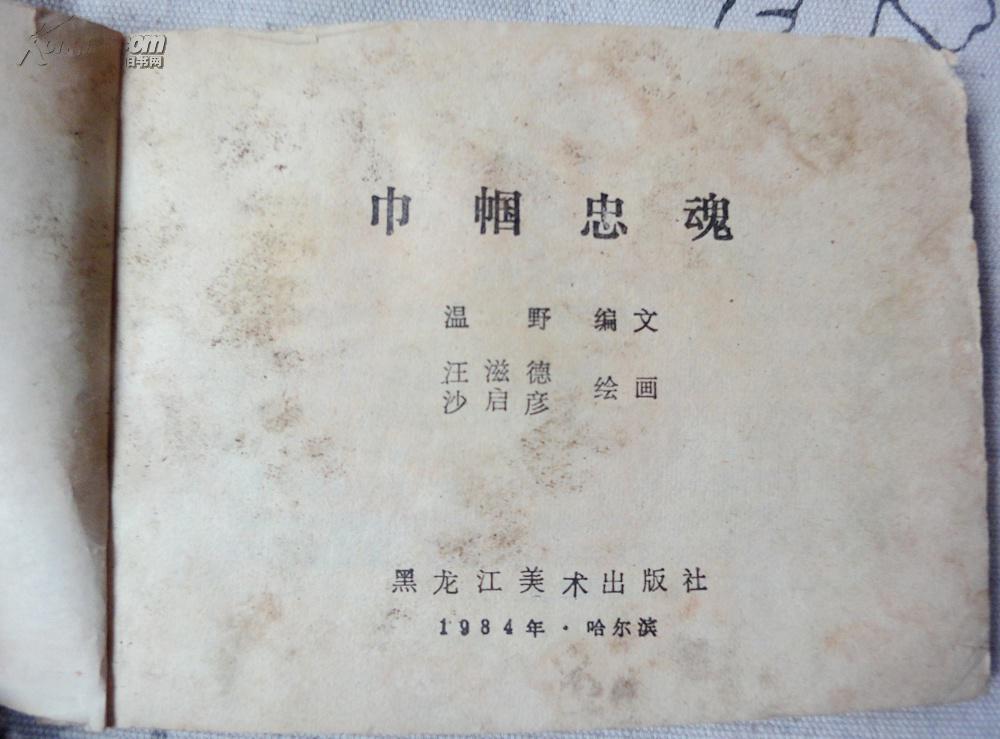 巾帼忠魂
温野 编文
汪滋德
沙启彦 绘画
黑龙江美术出版社
1984年·哈尔滨